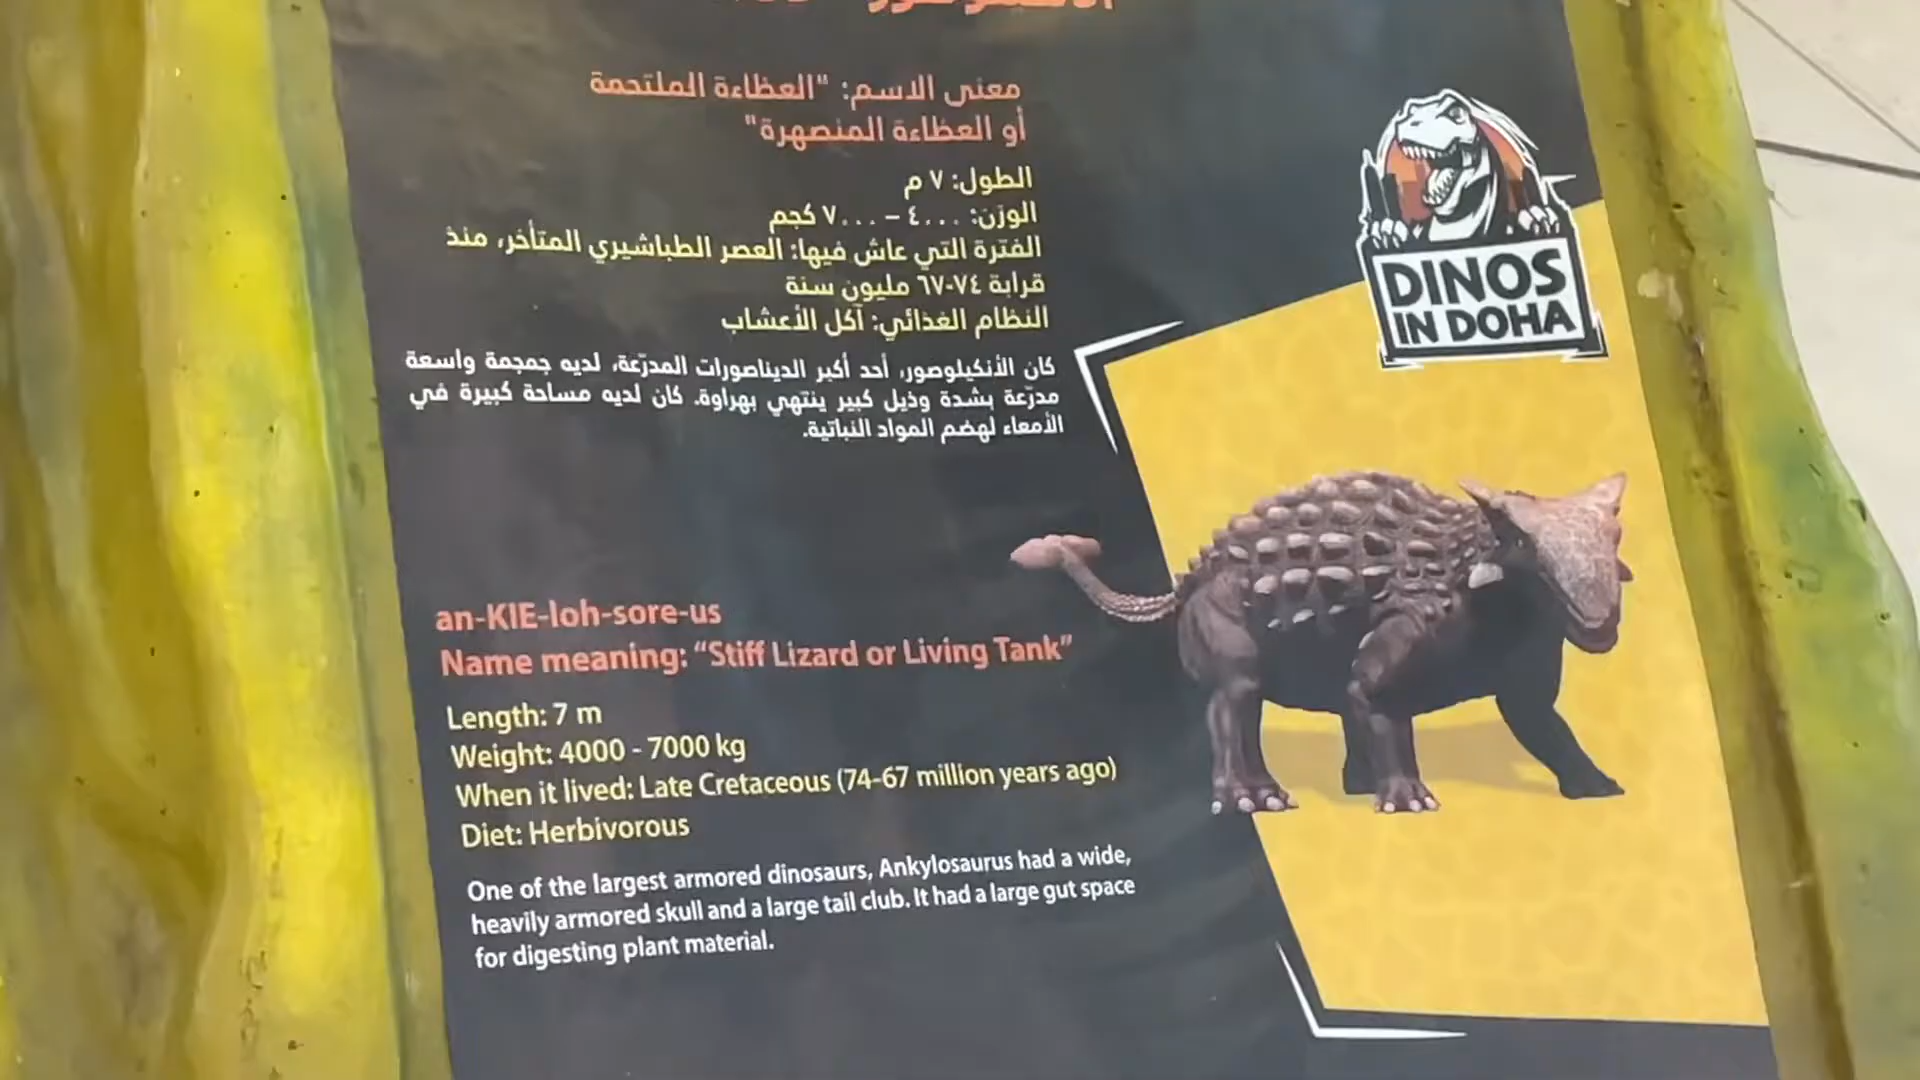 معنى الاسم: "العظاءة الملتحمة
أو العظاءة المنصهرة"
الطول: ٧ م
الوزن: ٤٠٠٠ – ٧٠٠٠ كجم
الفترة التي عاش فيها: العصر الطباشيري المتأخر، منذ
قرابة ٧٤-٦٧ مليون سنة
النظام الغذائي: آكل الأعشاب
كان الأنكيلوصور، أحد أكبر الديناصورات المدرّعة، لديه جمجمة واسعة
مدرّعة بشدة وذيل كبير ينتهي بهراوة. كان لديه مساحة كبيرة في
الأمعاء لهضم المواد النباتية.
DINOS
IN DOHA
an-KIE-loh-sore-us
Name meaning: “Stiff Lizard or Living Tank”
Length: 7 m
Weight: 4000 - 7000 kg
When it lived: Late Cretaceous (74-67 million years ago)
Diet: Herbivorous
One of the largest armored dinosaurs, Ankylosaurus had a wide,
heavily armored skull and a large tail club. It had a large gut space
for digesting plant material.